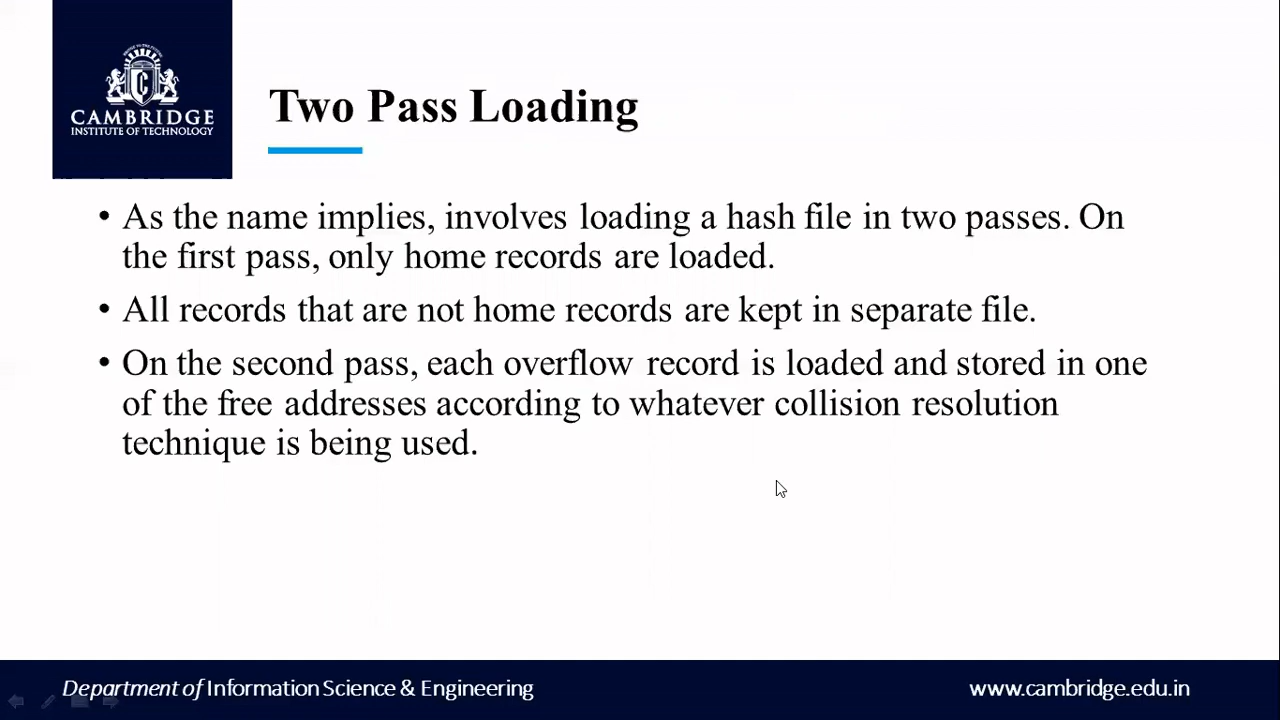 CAMBRIDGE
INSTITUTE OF TECHNOLOGY
Two Pass Loading
• As the name implies, involves loading a hash file in two passes. On
the first pass, only home records are loaded.
• All records that are not home records are kept in separate file.
• On the second pass, each overflow record is loaded and stored in one
of the free addresses according to whatever collision resolution
technique is being used.
Department of Information Science & Engineering
www.cambridge.edu.in